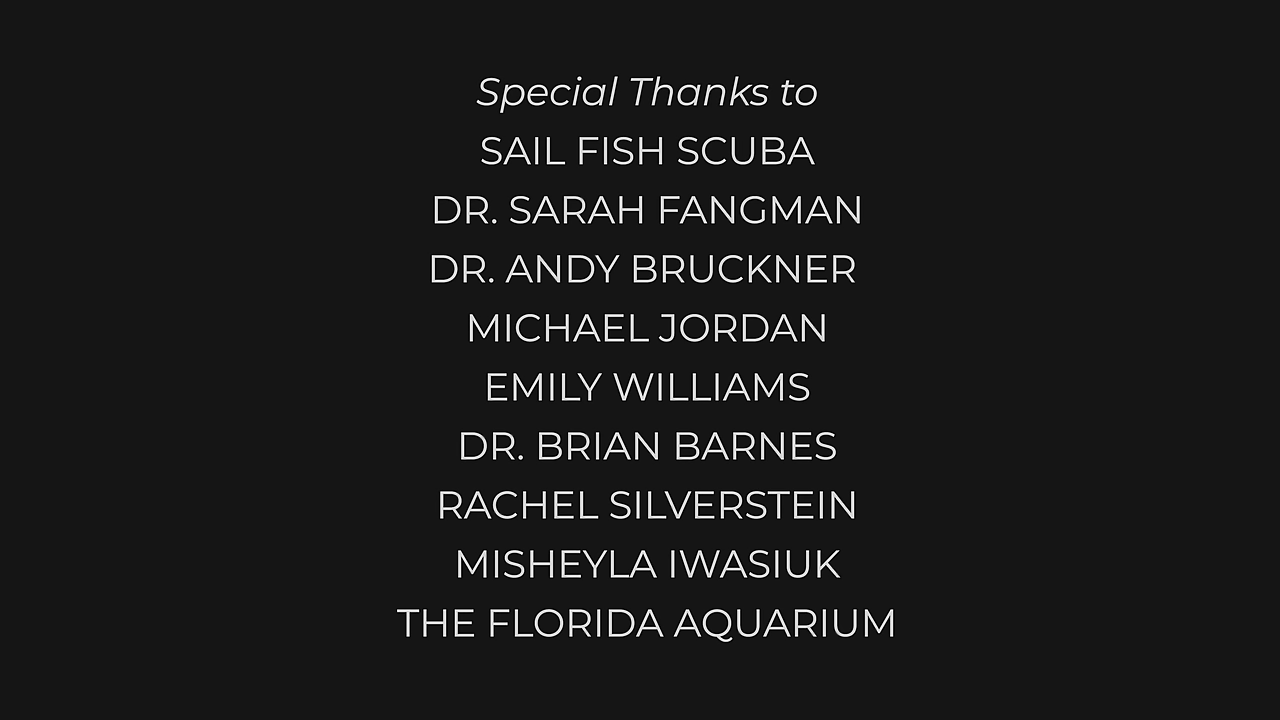 Special Thanks to
SAIL FISH SCUBA
DR. SARAH FANGMAN
DR. ANDY BRUCKNER
MICHAEL JORDAN
EMILY WILLIAMS
DR. BRIAN BARNES
RACHEL SILVERSTEIN
MISHEYLA IWASIUK
THE FLORIDA AQUARIUM